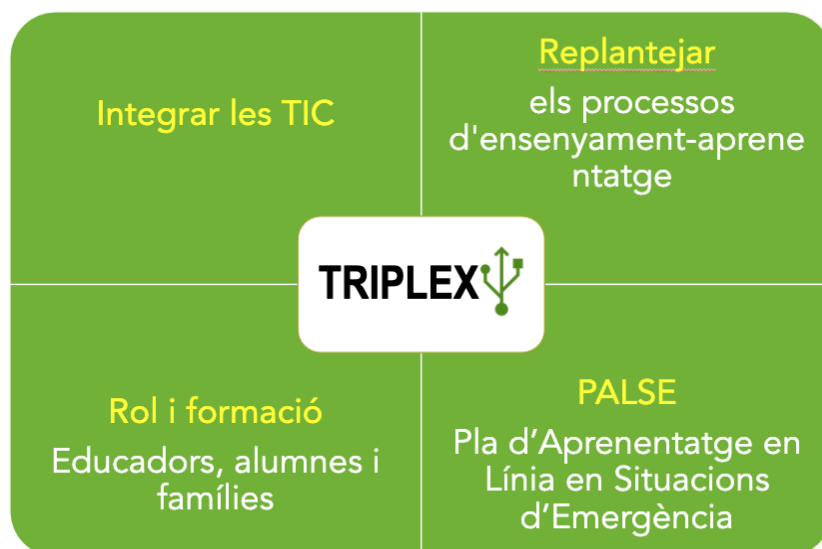 Integrar les TIC
Replantejar
els processos
d'ensenyament-aprene
ntatge
TRIPLEX
Rol i formació
Educadors, alumnes i
famílies
PALSE
Pla d’Aprenentatge en
Línia en Situacions
d’Emergència